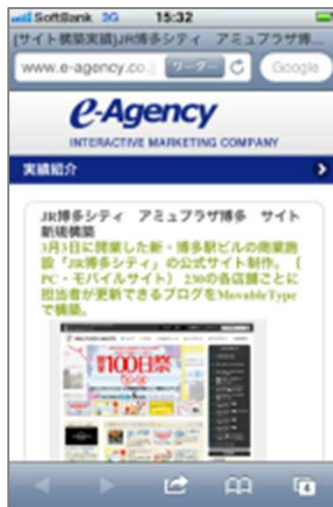 SoftBank 3G 15:32
[サイト構築実績]JR博多シティ アミュプラザ博...
www.e-agency.co. リーダー Google
e-Agency
INTERACTIVE MARKETING COMPANY
実績紹介
JR博多シティ アミュプラザ博多 サイト
新規構築
3月3日に開業した新・博多駅ビルの商業施
設「JR博多シティ」の公式サイト制作。(
PC・モバイルサイト) 230の各店舗ごとに
担当者が更新できるブログをMovableType
で構築。
100日祭
4